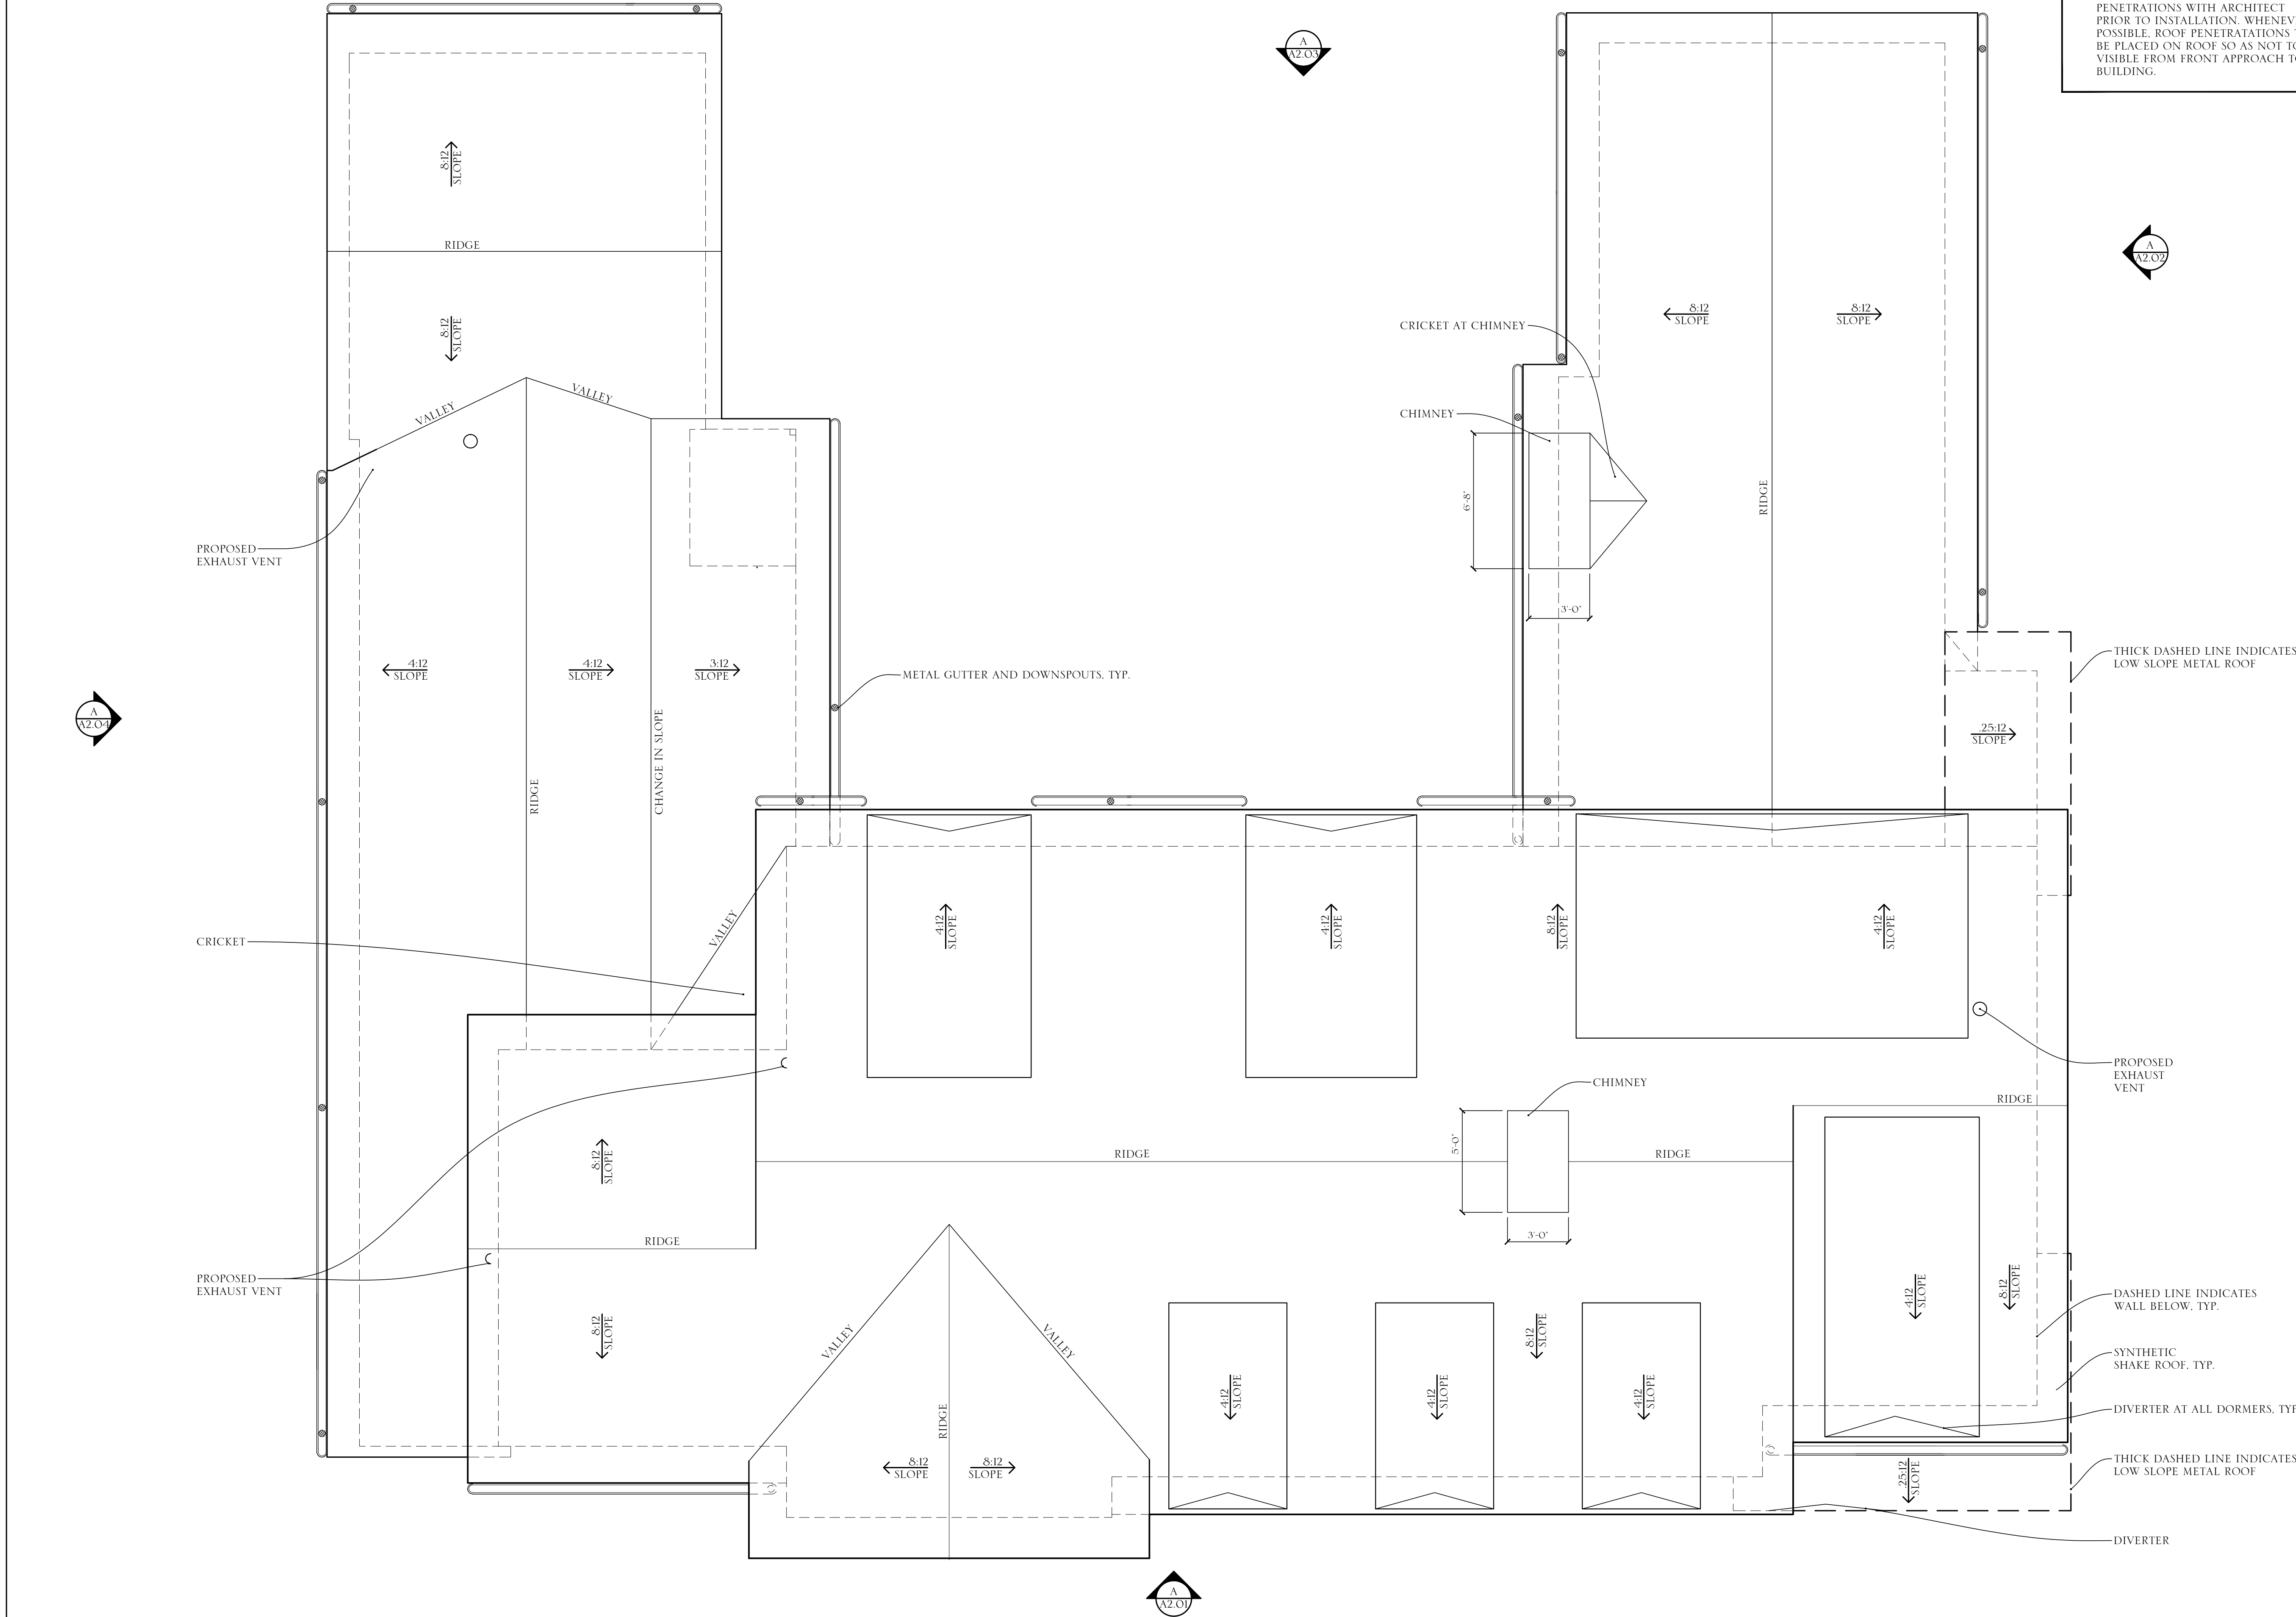 PENETRATIONS WITH ARCHITECT
PRIOR TO INSTALLATION. WHENEV
POSSIBLE, ROOF PENETRATATIONS T
BE PLACED ON ROOF SO AS NOT TO
VISIBLE FROM FRONT APPROACH TO
BUILDING.
A
A2.03
8:12
SLOPE
RIDGE
A
A2.02
8:12
SLOPE
8:12
SLOPE
8:12
SLOPE
CRICKET AT CHIMNEY
VALLEY
VALLEY
CHIMNEY
6'-8"
RIDGE
PROPOSED
EXHAUST VENT
3'-0"
4:12
SLOPE
4:12
SLOPE
3:12
SLOPE
METAL GUTTER AND DOWNSPOUTS, TYP.
THICK DASHED LINE INDICATES
LOW SLOPE METAL ROOF
A
A2.04
.25:12
SLOPE
RIDGE
CHANGE IN SLOPE
VALLEY
4:12
SLOPE
4:12
SLOPE
8:12
SLOPE
4:12
SLOPE
CRICKET
PROPOSED
EXHAUST
VENT
CHIMNEY
RIDGE
5'-0"
RIDGE
RIDGE
8:12
SLOPE
3'-0"
RIDGE
PROPOSED
EXHAUST VENT
8:12
SLOPE
VALLEY
VALLEY
8:12
SLOPE
4:12
SLOPE
8:12
SLOPE
DASHED LINE INDICATES
WALL BELOW, TYP.
SYNTHETIC
SHAKE ROOF, TYP.
4:12
SLOPE
4:12
SLOPE
4:12
SLOPE
RIDGE
DIVERTER AT ALL DORMERS, TYP
8:12
SLOPE
8:12
SLOPE
.25:12
SLOPE
THICK DASHED LINE INDICATES
LOW SLOPE METAL ROOF
DIVERTER
A
A2.01